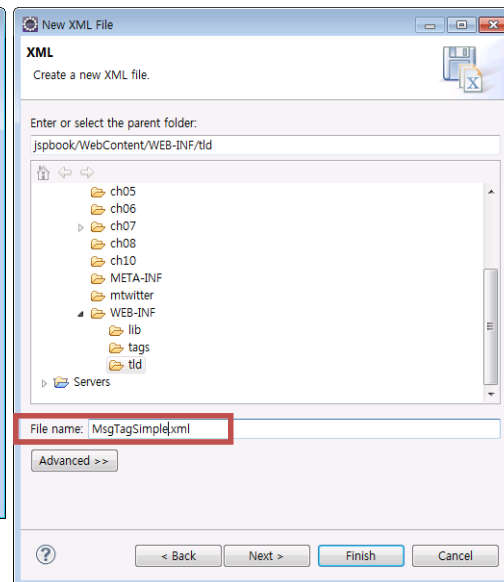 New XML File
XML
Create a new XML file.
Enter or select the parent folder:
jspbook/WebContent/WEB-INF/tld
ch05
ch06
ch07
ch08
ch10
META-INF
mtwitter
WEB-INF
lib
tags
tld
Servers
File name: MsgTagSimple.xml
Advanced >>
< Back Next > Finish Cancel